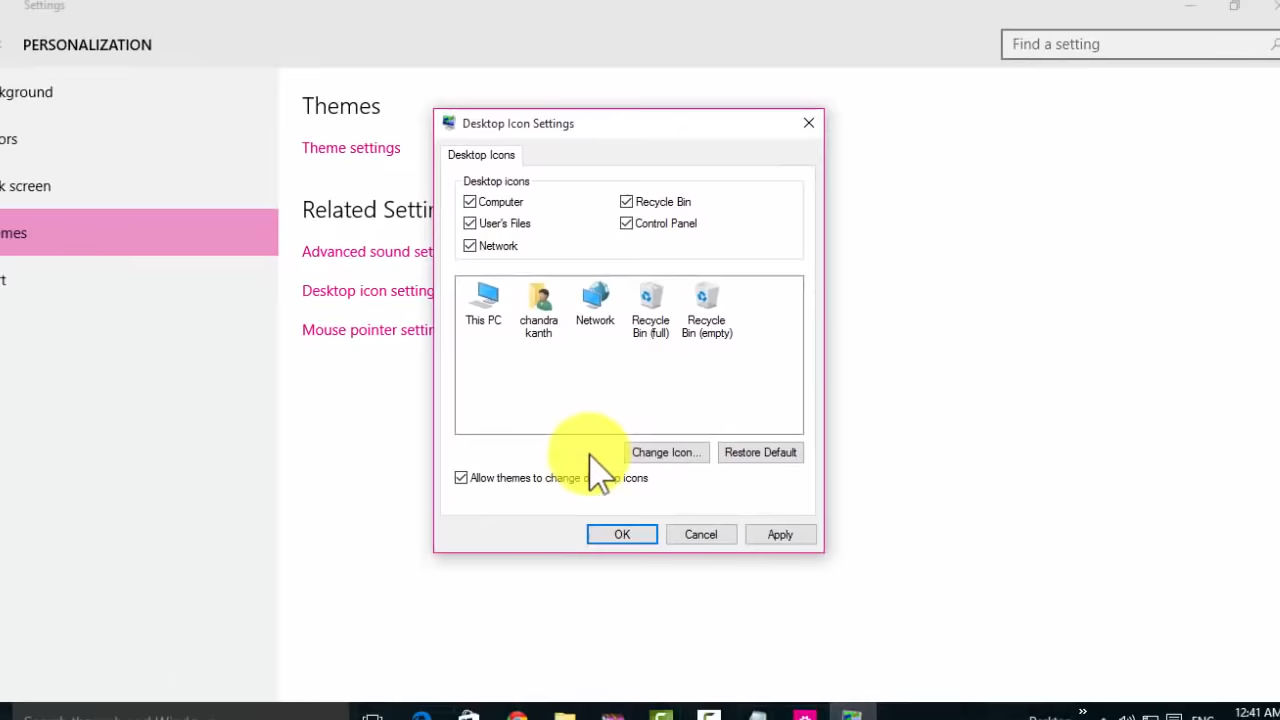 Settings
PERSONALIZATION
Find a setting
kground
ors
k screen
mes
rt
Themes
Theme settings
Related Settin
Advanced sound set
Desktop icon setting
Mouse pointer settin
Desktop Icon Settings
Desktop Icons
Desktop icons
Computer
Recycle Bin
User's Files
Control Panel
Network
This PC
chandra
kanth
Network
Recycle
Bin (full)
Recycle
Bin (empty)
Change Icon...
Restore Default
Allow themes to change d p icons
OK
Cancel
Apply
12:41 AM